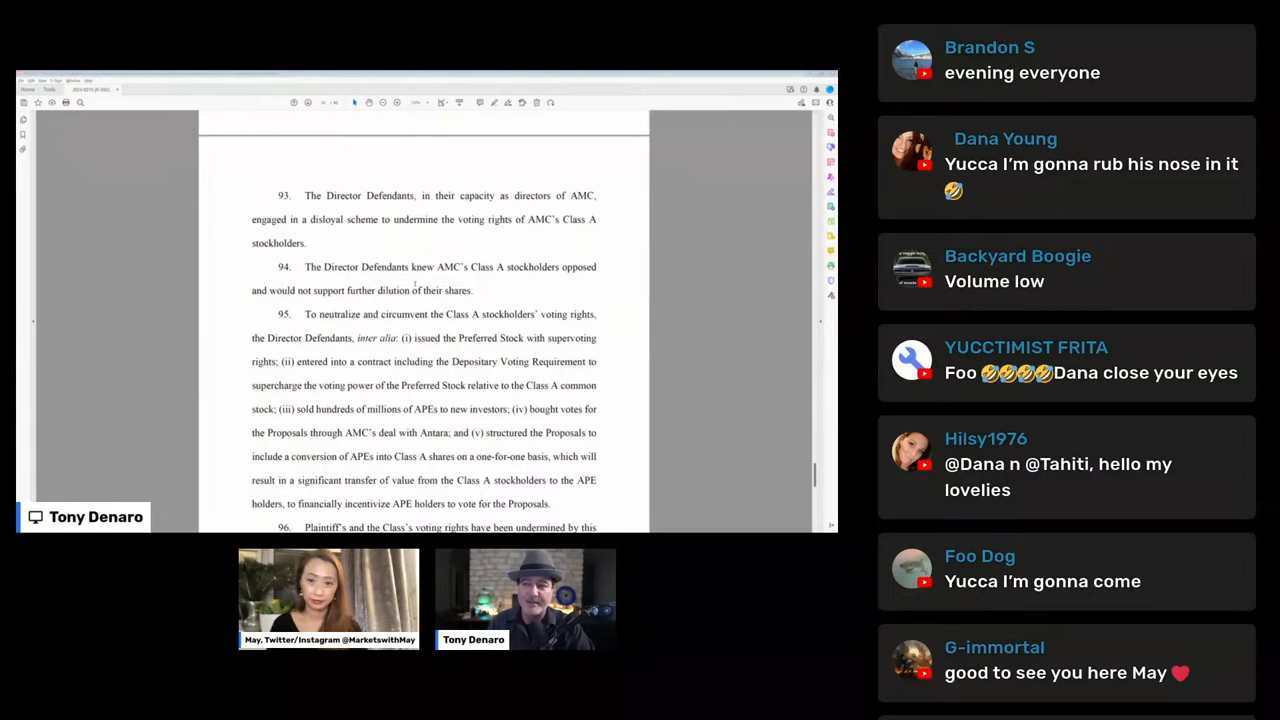 Home Tools
93. The Director Defendants, in their capacity as directors of AMC,
engaged in a disloyal scheme to undermine the voting rights of AMC's Class A
stockholders.
94. The Director Defendants knew AMC's Class A stockholders opposed
and would not support further dilution of their shares.
95. To neutralize and circumvent the Class A stockholders' voting rights,
the Director Defendants, inter alia: (i) issued the Preferred Stock with supervoting
rights; (ii) entered into a contract including the Depositary Voting Requirement to
supercharge the voting power of the Preferred Stock relative to the Class A common
stock; (iii) sold hundreds of millions of APEs to new investors; (iv) bought votes for
the Proposals through AMC's deal with Antara; and (v) structured the Proposals to
include a conversion of APEs into Class A shares on a one-for-one basis, which will
result in a significant transfer of value from the Class A stockholders to the APE
holders, to financially incentivize APE holders to vote for the Proposals.
96. Plaintiff's and the Class's voting rights have been undermined by this
Tony Denaro
May, Twitter/Instagram @MarketswithMay
Tony Denaro
Brandon S
evening everyone
Dana Young
Yucca I'm gonna rub his nose in it
🤣
Backyard Boogie
Volume low
YUCCTIMIST FRITA
Foo 🤣🤣🤣🤣Dana close your eyes
Hilsy1976
@Dana n @Tahiti, hello my
lovelies
Foo Dog
Yucca I'm gonna come
G-immortal
good to see you here May ❤️